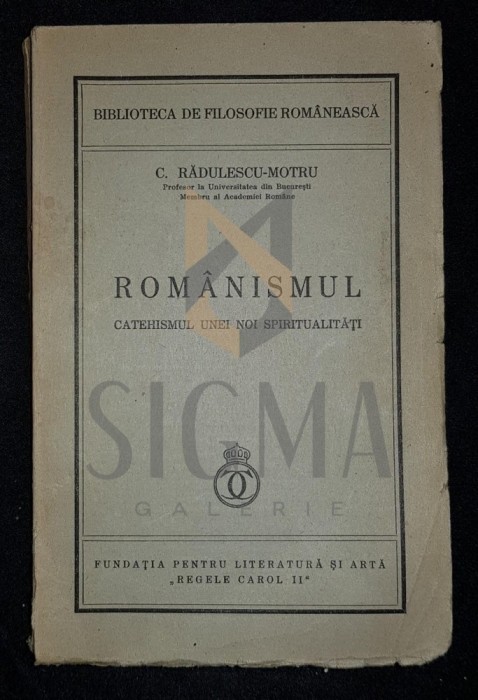 BIBLIOTECA DE FILOSOFIE ROMÂNEASCĂ
C. RĂDULESCU-MOTRU
Profesor la Universitatea din Bucureşti
Membru al Academiei Române
ROMÂNISMUL
CATEHISMUL UNEI NOI SPIRITUALITĂŢI
SIGMA
GALERIE
FUNDAŢIA PENTRU LITERATURĂ ŞI ARTĂ
„REGELE CAROL II“